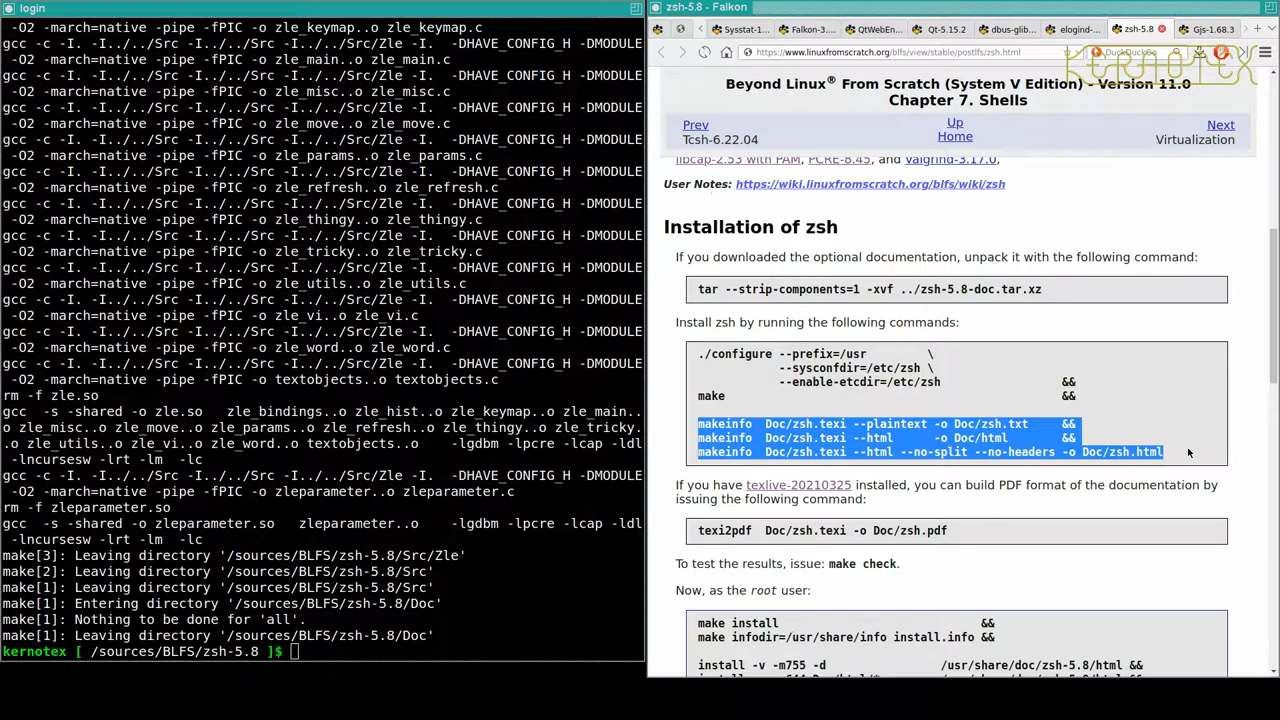 login
-O2 -march=native -pipe -fPIC -o zle_keymap..o zle_keymap.c
gcc -c -I. -I../../Src -I../../Src -I../../Src/Zle -I.  -DHAVE_CONFIG_H -DMODULE
-O2 -march=native -pipe -fPIC -o zle_main..o zle_main.c
gcc -c -I. -I../../Src -I../../Src -I../../Src/Zle -I.  -DHAVE_CONFIG_H -DMODULE
-O2 -march=native -pipe -fPIC -o zle_misc..o zle_misc.c
gcc -c -I. -I../../Src -I../../Src -I../../Src/Zle -I.  -DHAVE_CONFIG_H -DMODULE
-O2 -march=native -pipe -fPIC -o zle_move..o zle_move.c
gcc -c -I. -I../../Src -I../../Src -I../../Src/Zle -I.  -DHAVE_CONFIG_H -DMODULE
-O2 -march=native -pipe -fPIC -o zle_params..o zle_params.c
gcc -c -I. -I../../Src -I../../Src -I../../Src/Zle -I.  -DHAVE_CONFIG_H -DMODULE
-O2 -march=native -pipe -fPIC -o zle_refresh..o zle_refresh.c
gcc -c -I. -I../../Src -I../../Src -I../../Src/Zle -I.  -DHAVE_CONFIG_H -DMODULE
-O2 -march=native -pipe -fPIC -o zle_thingy..o zle_thingy.c
gcc -c -I. -I../../Src -I../../Src -I../../Src/Zle -I.  -DHAVE_CONFIG_H -DMODULE
-O2 -march=native -pipe -fPIC -o zle_tricky..o zle_tricky.c
gcc -c -I. -I../../Src -I../../Src -I../../Src/Zle -I.  -DHAVE_CONFIG_H -DMODULE
-O2 -march=native -pipe -fPIC -o zle_utils..o zle_utils.c
gcc -c -I. -I../../Src -I../../Src -I../../Src/Zle -I.  -DHAVE_CONFIG_H -DMODULE
-O2 -march=native -pipe -fPIC -o zle_vi..o zle_vi.c
gcc -c -I. -I../../Src -I../../Src -I../../Src/Zle -I.  -DHAVE_CONFIG_H -DMODULE
-O2 -march=native -pipe -fPIC -o zle_word..o zle_word.c
gcc -c -I. -I../../Src -I../../Src -I../../Src/Zle -I.  -DHAVE_CONFIG_H -DMODULE
-O2 -march=native -pipe -fPIC -o textobjects..o textobjects.c
rm -f zle.so
gcc  -s -shared -o zle.so   zle_bindings..o zle_hist..o zle_keymap..o zle_main..
o zle_misc..o zle_move..o zle_params..o zle_refresh..o zle_thingy..o zle_tricky.
.o zle_utils..o zle_vi..o zle_word..o textobjects..o    -lgdbm -lpcre -lcap -ldl
-lncursesw -lrt -lm  -lc
gcc -c -I. -I../../Src -I../../Src -I../../Src/Zle -I.  -DHAVE_CONFIG_H -DMODULE
-O2 -march=native -pipe -fPIC -o zleparameter..o zleparameter.c
rm -f zleparameter.so
gcc  -s -shared -o zleparameter.so   zleparameter..o    -lgdbm -lpcre -lcap -ldl
-lncursesw -lrt -lm  -lc
make[3]: Leaving directory '/sources/BLFS/zsh-5.8/Src/Zle'
make[2]: Leaving directory '/sources/BLFS/zsh-5.8/Src'
make[1]: Leaving directory '/sources/BLFS/zsh-5.8/Src'
make[1]: Entering directory '/sources/BLFS/zsh-5.8/Doc'
make[1]: Nothing to be done for 'all'.
make[1]: Leaving directory '/sources/BLFS/zsh-5.8/Doc'
kernotex [ /sources/BLFS/zsh-5.8 ]$
zsh-5.8 - Falkon
Sysstat-1... Falkon-3... QtWebEn... Qt-5.15.2 dbus-glib... elogind-... zsh-5.8 Gjs-1.68.3
https://www.linuxfromscratch.org/blfs/view/stable/postlfs/zsh.html DuckDuckGo
KERNOTEX
Beyond Linux® From Scratch (System V Edition) - Version 11.0
Chapter 7. Shells
Prev Up Next
Tcsh-6.22.04 Home Virtualization
libcap-2.53 with PAM, PCRE-8.45, and Valgrind-3.17.0,
User Notes: https://wiki.linuxfromscratch.org/blfs/wiki/zsh
Installation of zsh
If you downloaded the optional documentation, unpack it with the following command:
tar --strip-components=1 -xvf ../zsh-5.8-doc.tar.xz
Install zsh by running the following commands:
./configure --prefix=/usr         \
--sysconfdir=/etc/zsh \
--enable-etcdir=/etc/zsh                  &&
make                                                  &&
makeinfo  Doc/zsh.texi --plaintext -o Doc/zsh.txt     &&
makeinfo  Doc/zsh.texi --html      -o Doc/html        &&
makeinfo  Doc/zsh.texi --html --no-split --no-headers -o Doc/zsh.html
If you have texlive-20210325 installed, you can build PDF format of the documentation by
issuing the following command:
texi2pdf  Doc/zsh.texi -o Doc/zsh.pdf
To test the results, issue: make check.
Now, as the root user:
make install                              &&
make infodir=/usr/share/info install.info &&
install -v -m755 -d                 /usr/share/doc/zsh-5.8/html &&